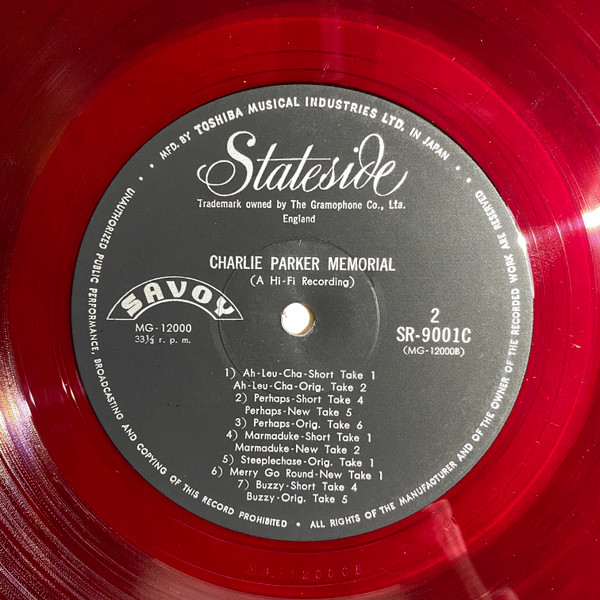 • • MFD. BY TOSHIBA MUSICAL INDUSTRIES LTD. IN JAPAN • •
Stateside
Trademark owned by The Gramophone Co., Lta.
England
CHARLIE PARKER MEMORIAL
(A Hi-Fi Recording)
SAVOY
MG-12000
33⅓ r. p. m.
2
SR-9001C
(MG-12000B)
1) Ah-Leu-Cha-Short Take 1
Ah-Leu-Cha-Orig. Take 2
2) Perhaps-Short Take 4
Perhaps-New Take 5
3) Perhaps-Orig. Take 6
4) Marmaduke-Short Take 1
Marmaduke-New Take 2
5) Steeplechase-Orig. Take 1
6) Merry Go Round-New Take 1
7) Buzzy-Short Take 4
Buzzy-Orig. Take 5
UNAUTHORIZED PUBLIC PERFORMANCE, BROADCASTING AND COPYING OF THIS RECORD PROHIBITED • ALL RIGHTS OF THE MANUFACTURER AND OF THE OWNER OF THE RECORDED WORK ARE RESERVED